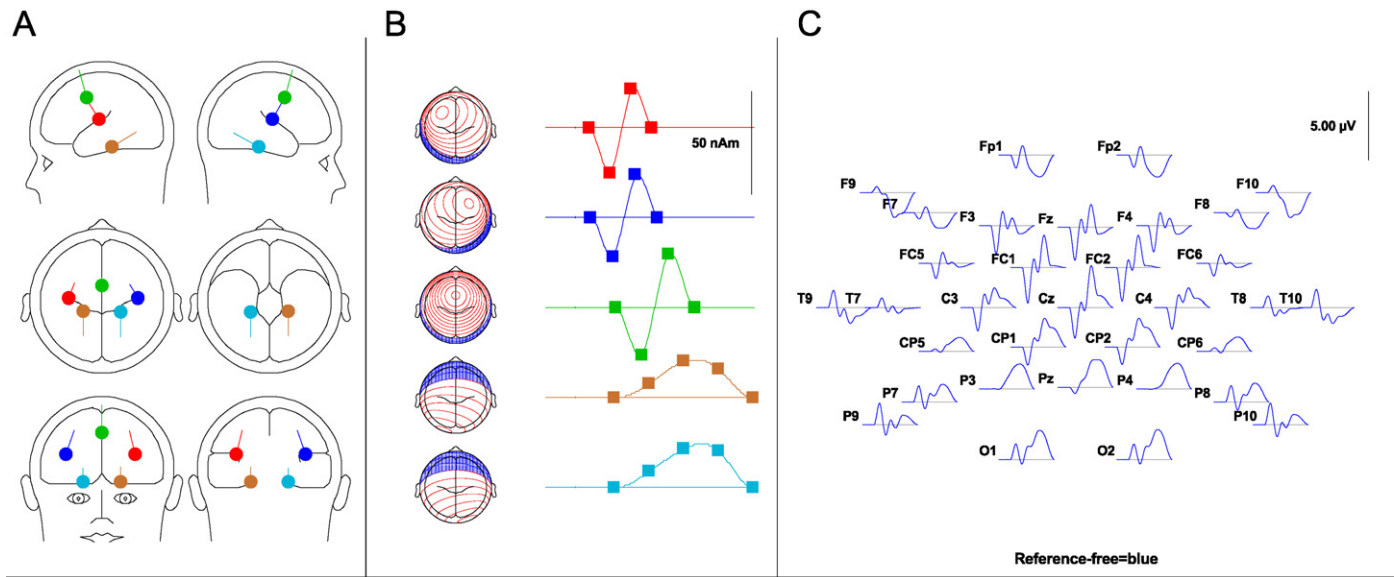 A
B
C
50 nAm
5.00 µV
Fp1
Fp2
F9
F10
F7
F8
F3
Fz
F4
FC5
FC1
FC2
FC6
T9
T7
C3
Cz
C4
T8
T10
CP5
CP1
CP2
CP6
P3
Pz
P4
P7
P8
P9
P10
O1
O2
Reference-free=blue